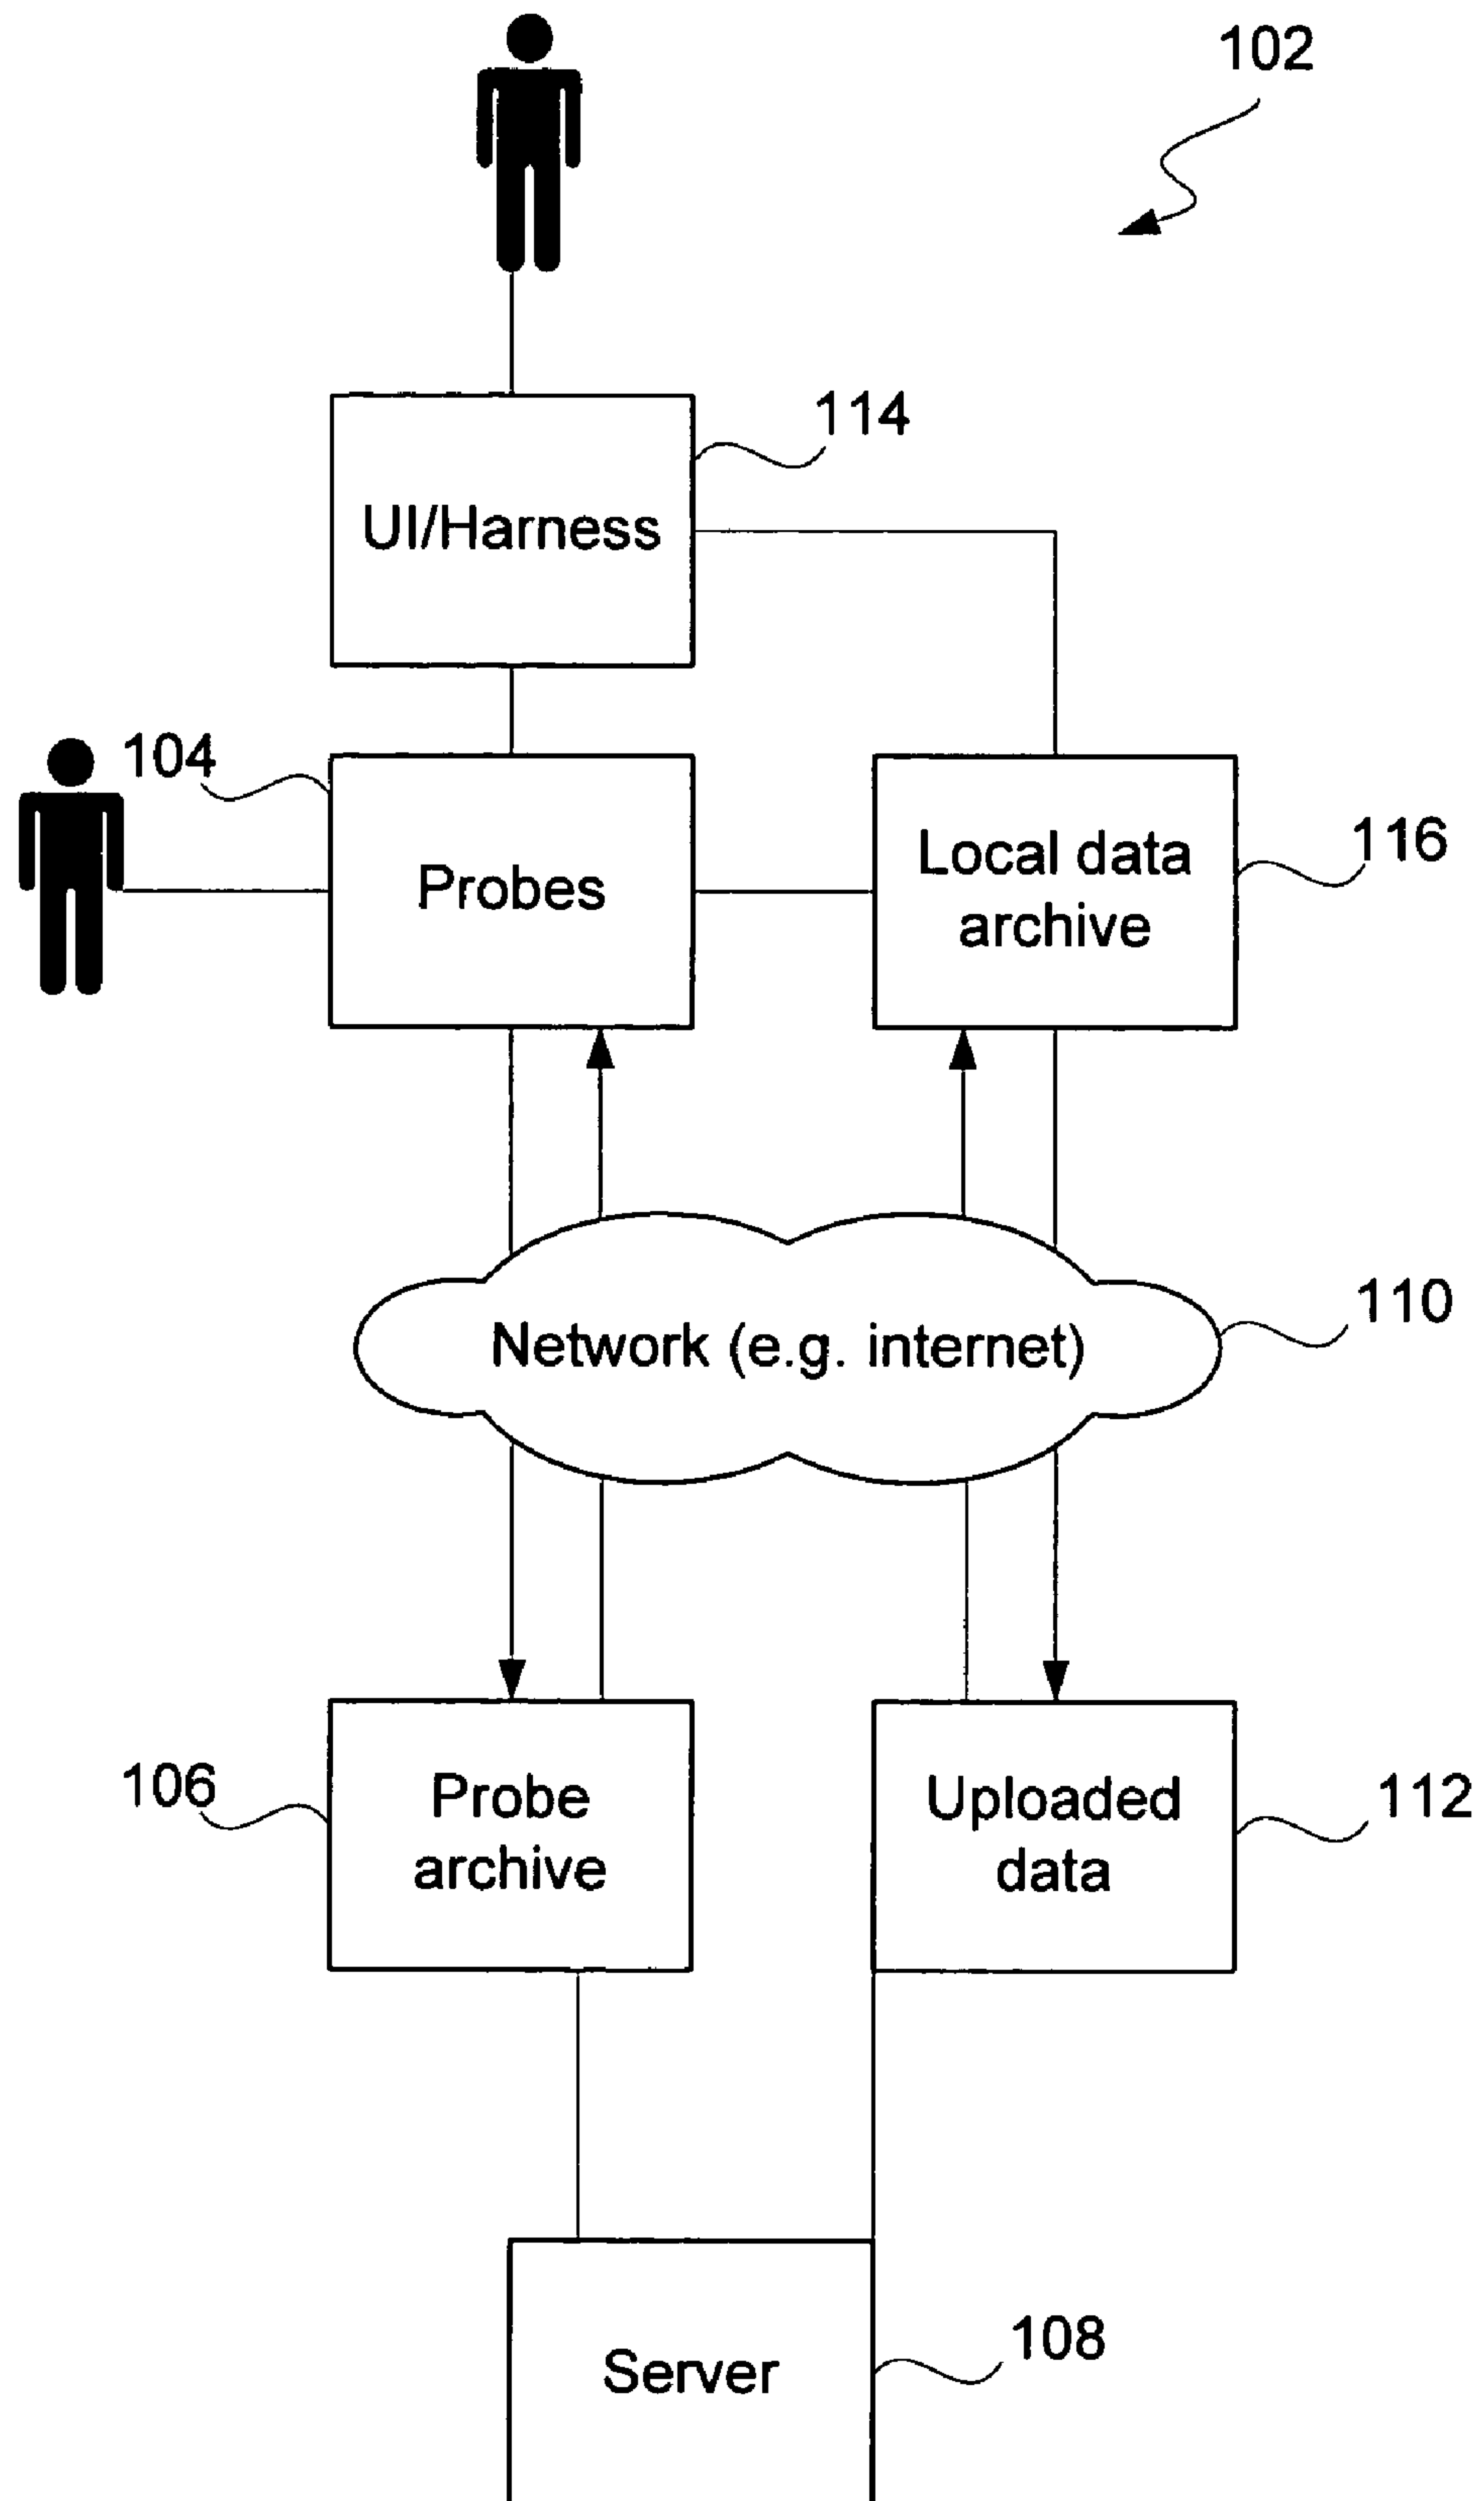 102
114
UI/Harness
104
Probes
Local data
archive
116
Network (e.g. internet)
110
106
Probe
archive
Uploaded
data
112
Server
108